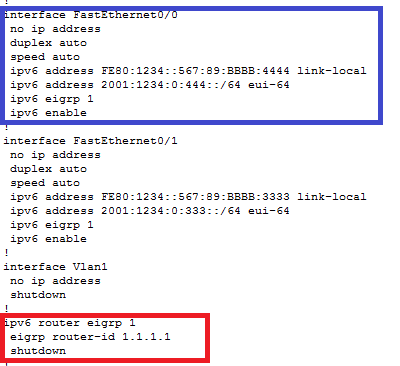 !
interface FastEthernet0/0
no ip address
duplex auto
speed auto
ipv6 address FE80:1234::567:89:BBBB:4444 link-local
ipv6 address 2001:1234:0:444::/64 eui-64
ipv6 eigrp 1
ipv6 enable
!
interface FastEthernet0/1
no ip address
duplex auto
speed auto
ipv6 address FE80:1234::567:89:BBBB:3333 link-local
ipv6 address 2001:1234:0:333::/64 eui-64
ipv6 eigrp 1
ipv6 enable
!
interface Vlan1
no ip address
shutdown
!
ipv6 router eigrp 1
eigrp router-id 1.1.1.1
shutdown
!